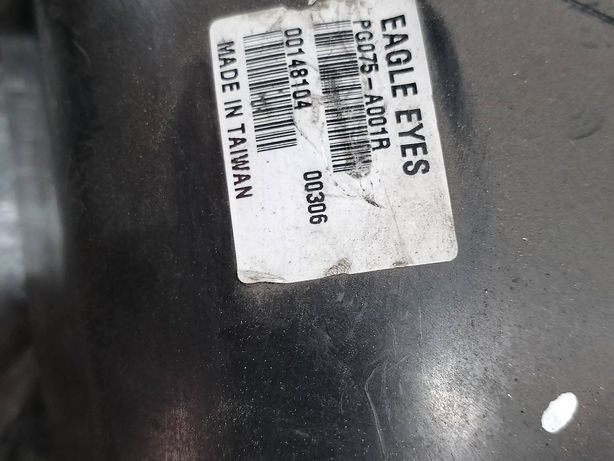 EAGLE EYES
PG075-A001R
00306
00148104
MADE IN TAIWAN